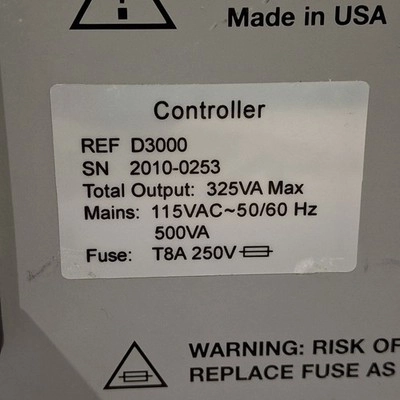 Made in USA
Controller
REF D3000
SN 2010-0253
Total Output: 325VA Max
Mains: 115VAC~50/60 Hz
500VA
Fuse: T8A 250V
WARNING: RISK OF
REPLACE FUSE AS